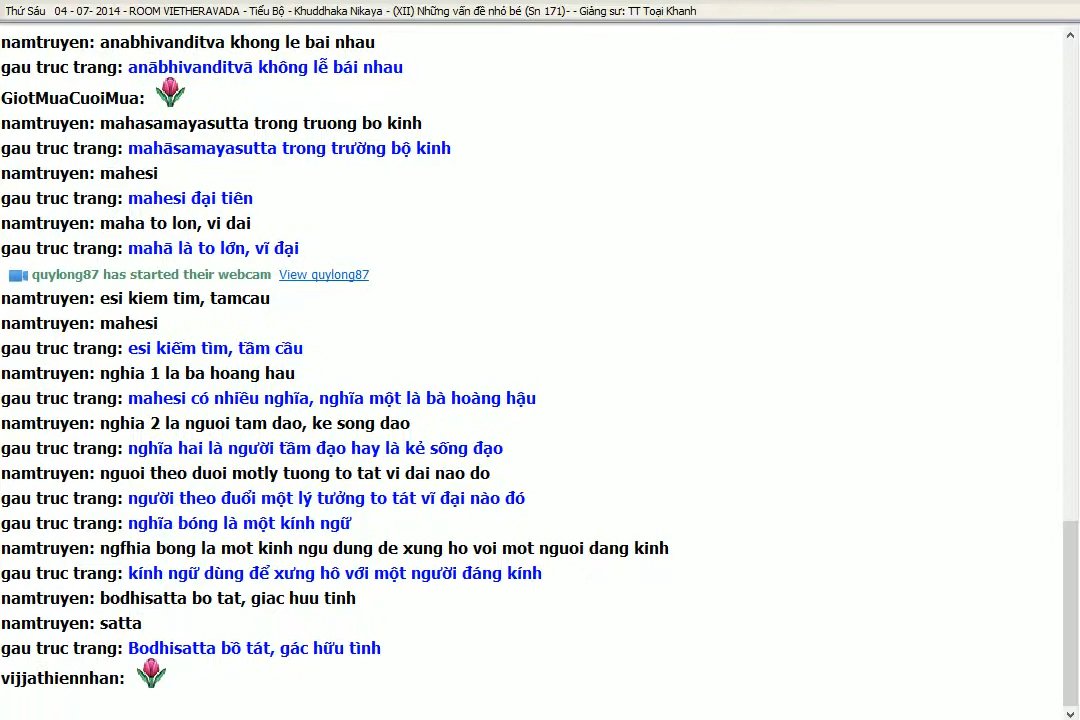 Thứ Sáu 04 - 07- 2014 - ROOM VIETHERAVADA - Tiểu Bộ - Khuddhaka Nikaya - (XII) Những vấn đề nhỏ bé (Sn 171)- - Giảng sư: TT Toại Khanh
namtruyen: anabhivanditva khong le bai nhau
gau truc trang: anābhivanditvā không lễ bái nhau
GiotMuaCuoiMua:
namtruyen: mahasamayasutta trong truong bo kinh
gau truc trang: mahāsamayasutta trong trường bộ kinh
namtruyen: mahesi
gau truc trang: mahesi đại tiên
namtruyen: maha to lon, vi dai
gau truc trang: mahā là to lớn, vĩ đại
quylong87 has started their webcam View quylong87
namtruyen: esi kiem tim, tamcau
namtruyen: mahesi
gau truc trang: esi kiếm tìm, tầm cầu
namtruyen: nghia 1 la ba hoang hau
gau truc trang: mahesi có nhiều nghĩa, nghĩa một là bà hoàng hậu
namtruyen: nghia 2 la nguoi tam dao, ke song dao
gau truc trang: nghĩa hai là người tầm đạo hay là kẻ sống đạo
namtruyen: nguoi theo duoi motly tuong to tat vi dai nao do
gau truc trang: người theo đuổi một lý tưởng to tát vĩ đại nào đó
gau truc trang: nghĩa bóng là một kính ngữ
namtruyen: ngfhia bong la mot kinh ngu dung de xung ho voi mot nguoi dang kinh
gau truc trang: kính ngữ dùng để xưng hô với một người đáng kính
namtruyen: bodhisatta bo tat, giac huu tinh
namtruyen: satta
gau truc trang: Bodhisatta bồ tát, gác hữu tình
vijjathiennhan: